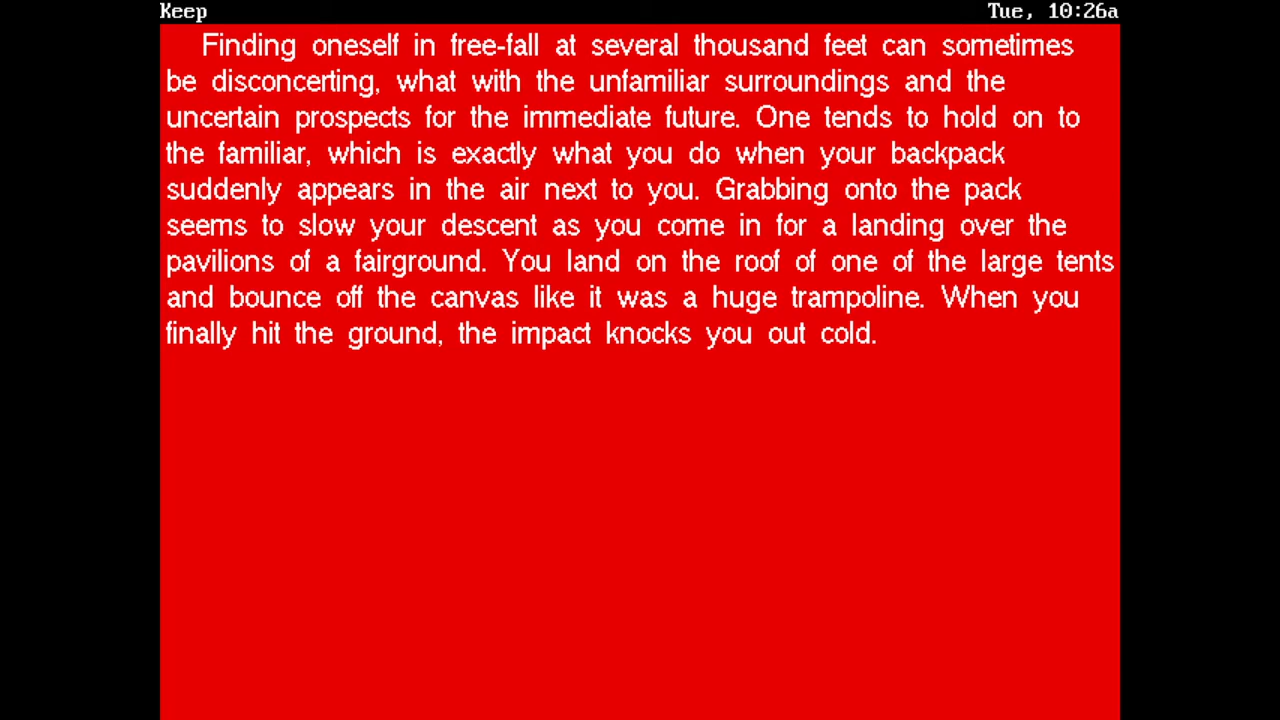 Keep Tue, 10:26a
Finding oneself in free-fall at several thousand feet can sometimes
be disconcerting, what with the unfamiliar surroundings and the
uncertain prospects for the immediate future. One tends to hold on to
the familiar, which is exactly what you do when your backpack
suddenly appears in the air next to you. Grabbing onto the pack
seems to slow your descent as you come in for a landing over the
pavilions of a fairground. You land on the roof of one of the large tents
and bounce off the canvas like it was a huge trampoline. When you
finally hit the ground, the impact knocks you out cold.